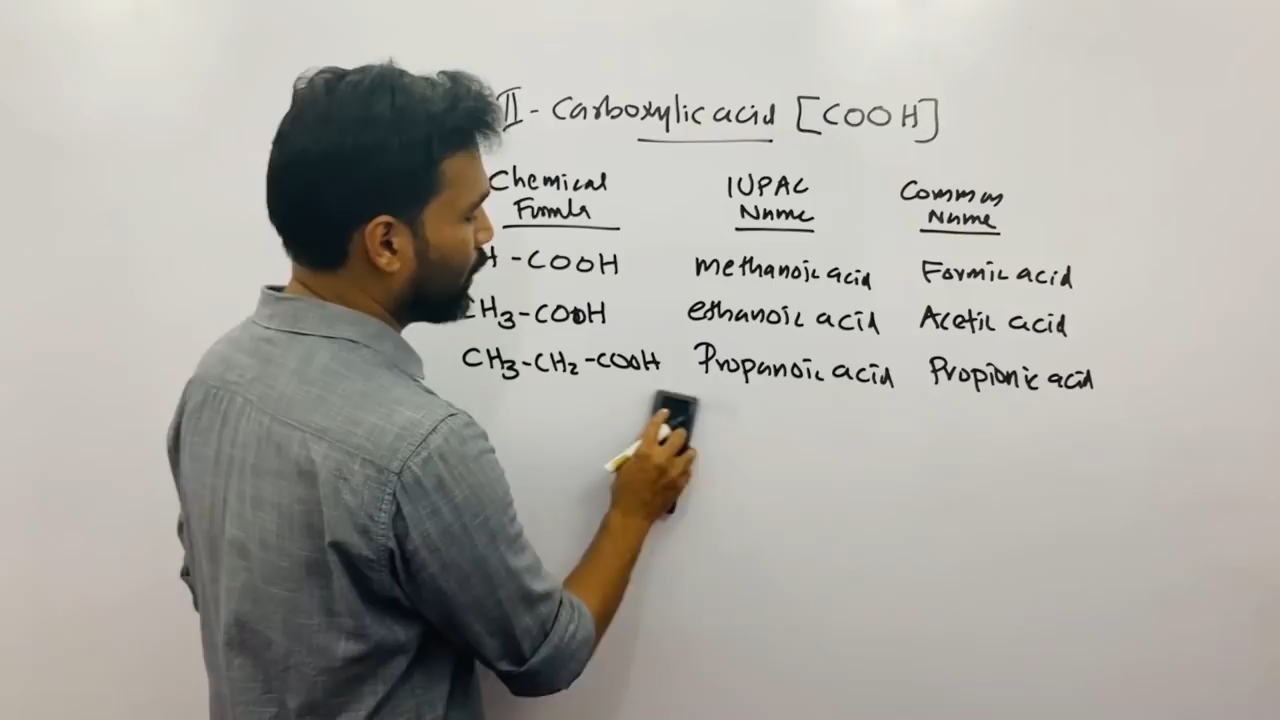 II - Carboxylic acid [COOH]
Chemical Formula IUPAC Name Common Name
H - COOH methanoic acid Formic acid
CH3-COOH ethanoic acid Acetic acid
CH3-CH2-COOH Propanoic acid Propionic acid